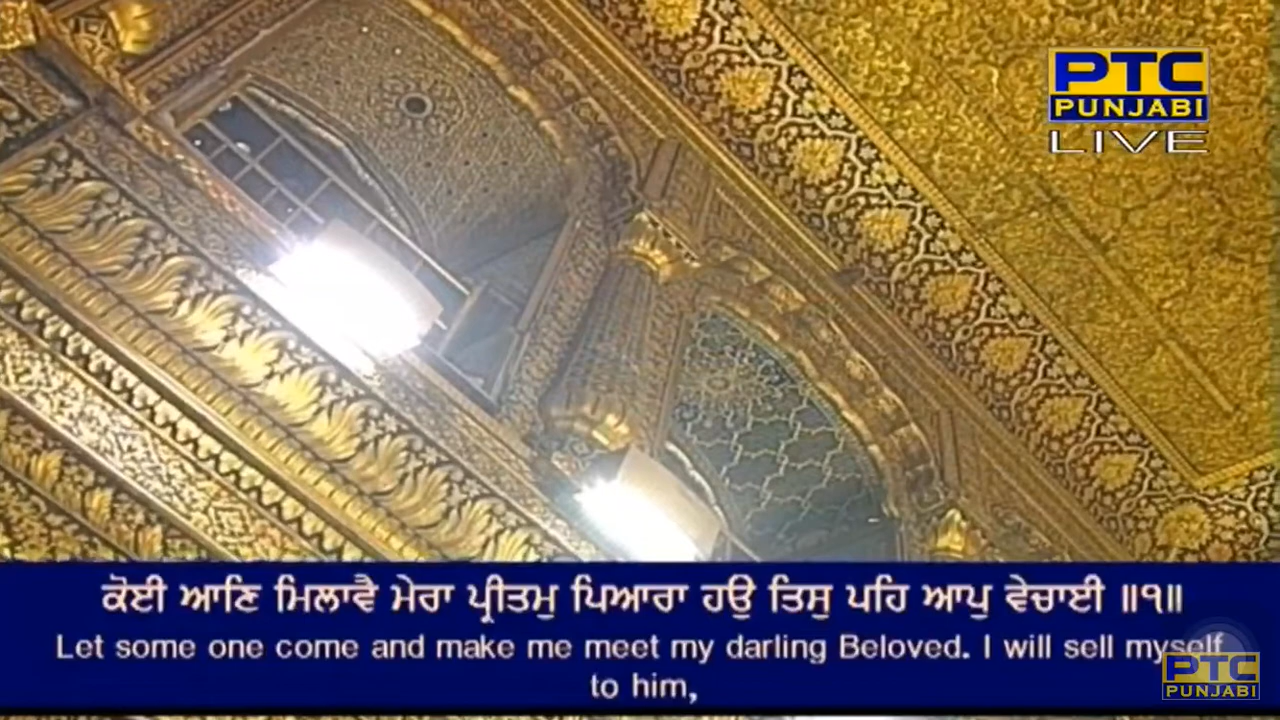 PTC
PUNJABI
LIVE
ਕੋਈ ਆਣਿ ਮਿਲਾਵੈ ਮੇਰਾ ਪ੍ਰੀਤਮੁ ਪਿਆਰਾ ਹਉ ਤਿਸੁ ਪਹਿ ਆਪੁ ਵੇਚਾਈ ॥੧॥
Let some one come and make me meet my darling Beloved. I will sell myself
to him,
PTC
PUNJABI